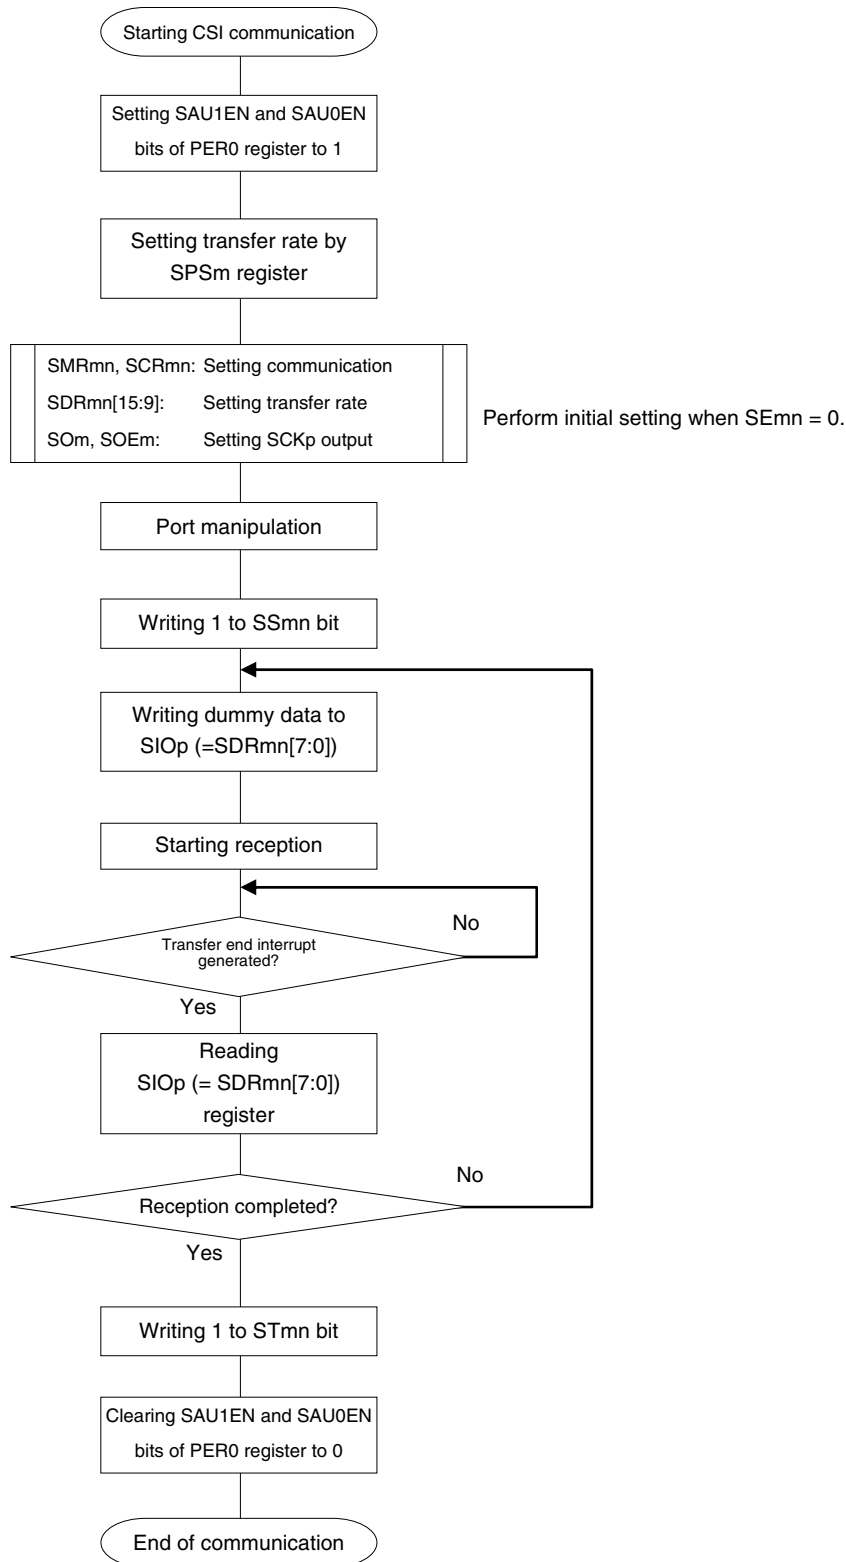 Starting CSI communication
Setting SAU1EN and SAU0EN
bits of PER0 register to 1
Setting transfer rate by
SPSm register
SMRmn, SCRmn: Setting communication
SDRmn[15:9]: Setting transfer rate
SOm, SOEm: Setting SCKp output
Perform initial setting when SEmn = 0.
Port manipulation
Writing 1 to SSmn bit
Writing dummy data to
SIOp (=SDRmn[7:0])
Starting reception
No
Transfer end interrupt
generated?
Yes
Reading
SIOp (= SDRmn[7:0])
register
No
Reception completed?
Yes
Writing 1 to STmn bit
Clearing SAU1EN and SAU0EN
bits of PER0 register to 0
End of communication